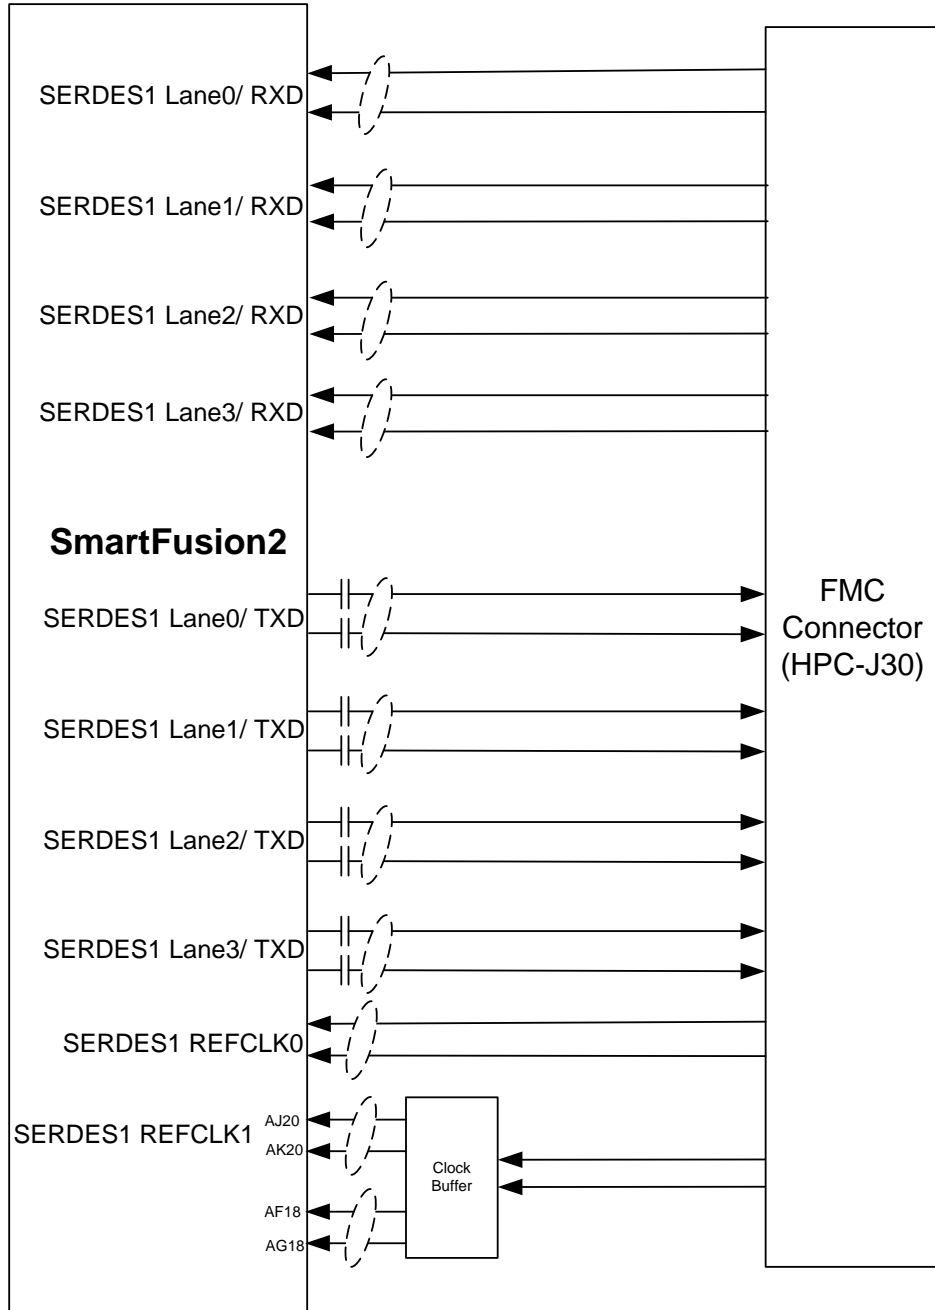 SERDES1 Lane0/ RXD
SERDES1 Lane1/ RXD
SERDES1 Lane2/ RXD
SERDES1 Lane3/ RXD
SmartFusion2
SERDES1 Lane0/ TXD
SERDES1 Lane1/ TXD
SERDES1 Lane2/ TXD
SERDES1 Lane3/ TXD
SERDES1 REFCLK0
SERDES1 REFCLK1
AJ20
AK20
AF18
AG18
Clock
Buffer
FMC
Connector
(HPC-J30)